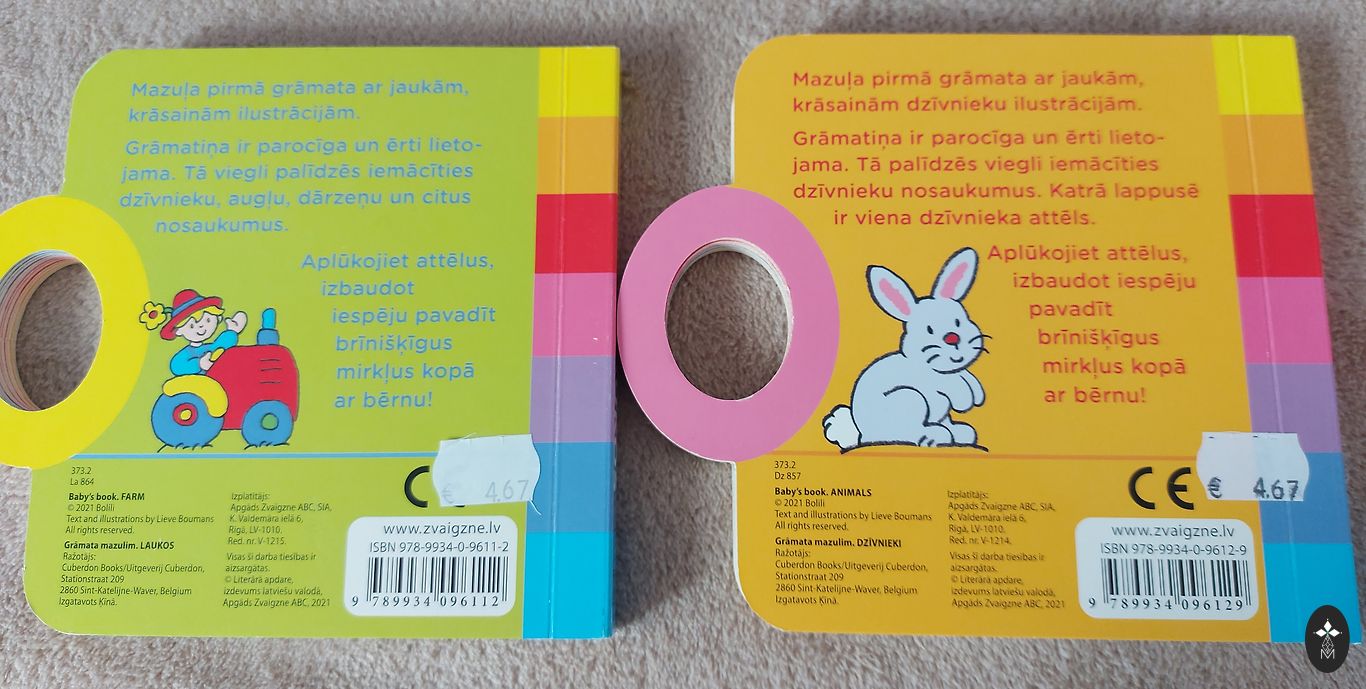 Mazuļa pirmā grāmata ar jaukām,
krāsainām ilustrācijām.
Grāmatiņa ir parocīga un ērti lieto-
jama. Tā viegli palīdzēs iemācīties
dzīvnieku, augļu, dārzeņu un citus
nosaukumus.
Aplūkojiet attēlus,
izbaudot
iespēju pavadīt
brīnišķīgus
mirkļus kopā
ar bērnu!
373.2
La 864
Baby's book. FARM
© 2021 Bolili
Text and illustrations by Lieve Boumans
All rights reserved.
Grāmata mazulim. LAUKOS
Ražotājs:
Cuberdon Books/Uitgeverij Cuberdon,
Stationstraat 209
2860 Sint-Katelijne-Waver, Belgium
Izgatavots Ķīnā.
Izplatītājs:
Apgāds Zvaigzne ABC, SIA,
K. Valdemāra ielā 6,
Rīgā, LV-1010.
Red. nr. V-1215.
Visas šī darba tiesības ir
aizsargātas.
© Literārā apdare,
izdevums latviešu valodā,
Apgāds Zvaigzne ABC, 2021
€ 4.67
www.zvaigzne.lv
ISBN 978-9934-0-9611-2
9 789934 096112
Mazuļa pirmā grāmata ar jaukām,
krāsainām dzīvnieku ilustrācijām.
Grāmatiņa ir parocīga un ērti lieto-
jama. Tā palīdzēs viegli iemācīties
dzīvnieku nosaukumus. Katrā lappusē
ir viena dzīvnieka attēls.
Aplūkojiet attēlus,
izbaudot iespēju
pavadīt
brīnišķīgus
mirkļus kopā
ar bērnu!
373.2
Dz 857
Baby's book. ANIMALS
© 2021 Bolili
Text and illustrations by Lieve Boumans
All rights reserved.
Grāmata mazulim. DZĪVNIEKI
Ražotājs:
Cuberdon Books/Uitgeverij Cuberdon,
Stationstraat 209
2860 Sint-Katelijne-Waver, Belgium
Izgatavots Ķīnā.
Izplatītājs:
Apgāds Zvaigzne ABC, SIA,
K. Valdemāra ielā 6,
Rīgā, LV-1010.
Red. nr. V-1214.
Visas šī darba tiesības ir
aizsargātas.
© Literārā apdare,
izdevums latviešu valodā,
Apgāds Zvaigzne ABC, 2021
CE
€ 4.67
www.zvaigzne.lv
ISBN 978-9934-0-9612-9
9 789934 096129
M